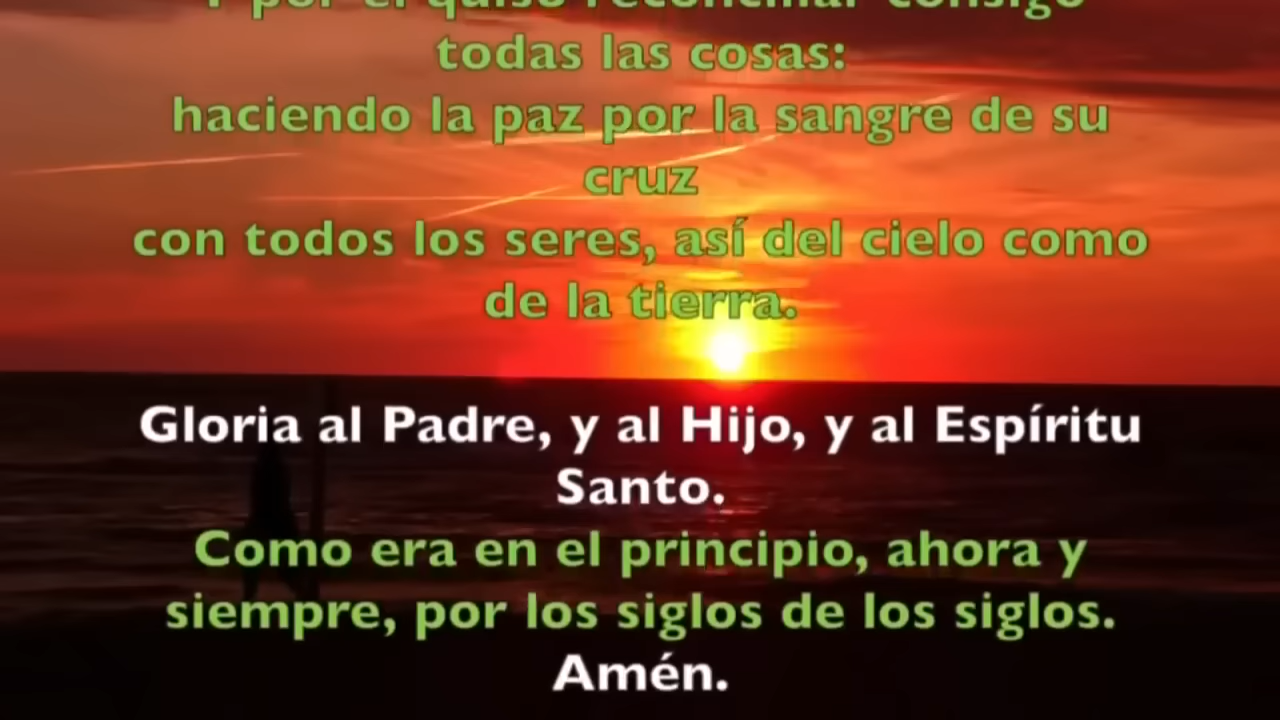 Y por él quiso reconciliar consigo
todas las cosas:
haciendo la paz por la sangre de su
cruz
con todos los seres, así del cielo como
de la tierra.
Gloria al Padre, y al Hijo, y al Espíritu
Santo.
Como era en el principio, ahora y
siempre, por los siglos de los siglos.
Amén.